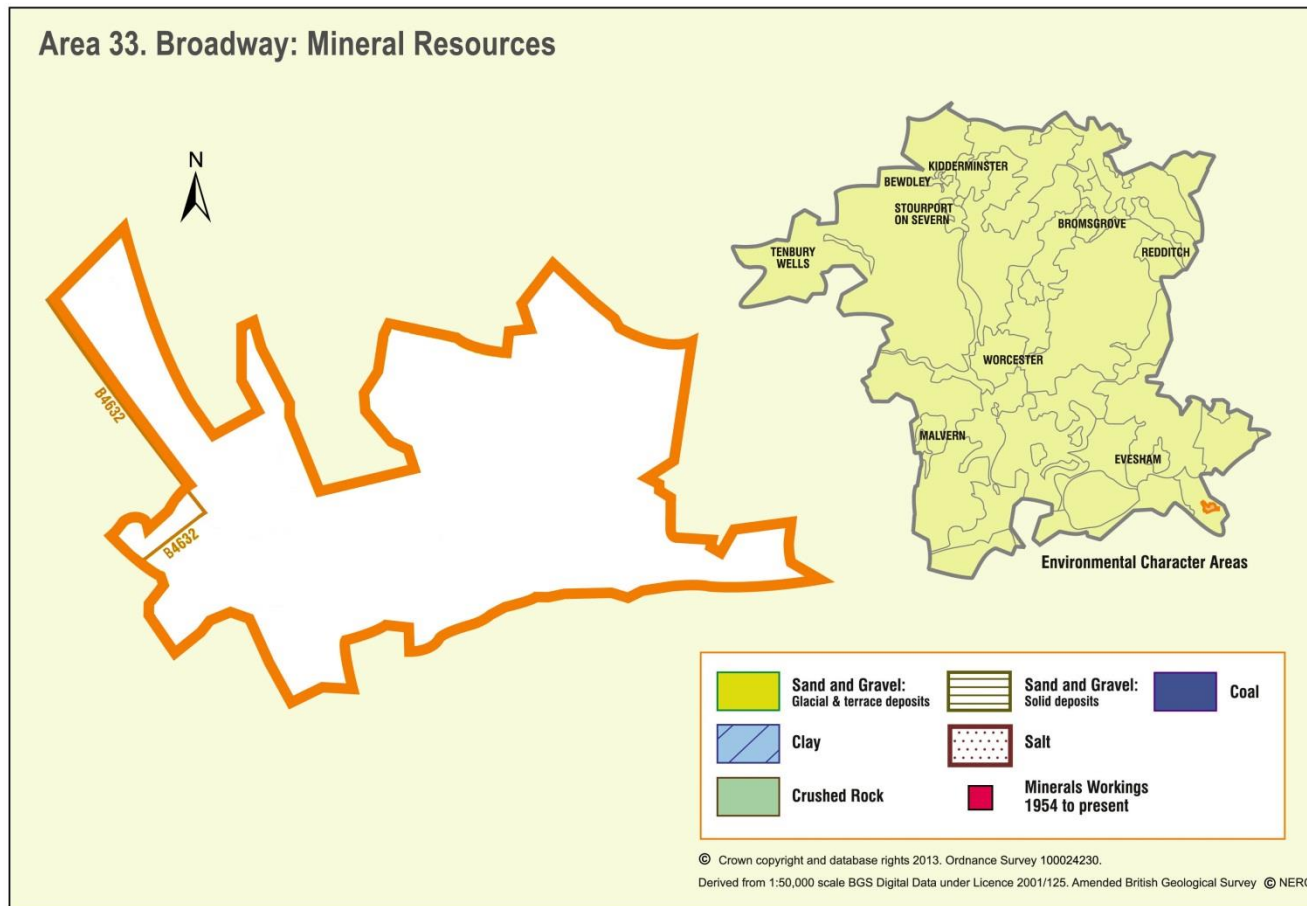 Area 33. Broadway: Mineral Resources
N
B4632
B4632
KIDDERMINSTER
BEWDLEY
STOURPORT
ON SEVERN
BROMSGROVE
REDDITCH
TENBURY
WELLS
WORCESTER
MALVERN
EVESHAM
Environmental Character Areas
Sand and Gravel:
Glacial & terrace deposits
Sand and Gravel:
Solid deposits
Coal
Clay
Salt
Crushed Rock
Minerals Workings
1954 to present
© Crown copyright and database rights 2013. Ordnance Survey 100024230.
Derived from 1:50,000 scale BGS Digital Data under Licence 2001/125. Amended British Geological Survey © NERC